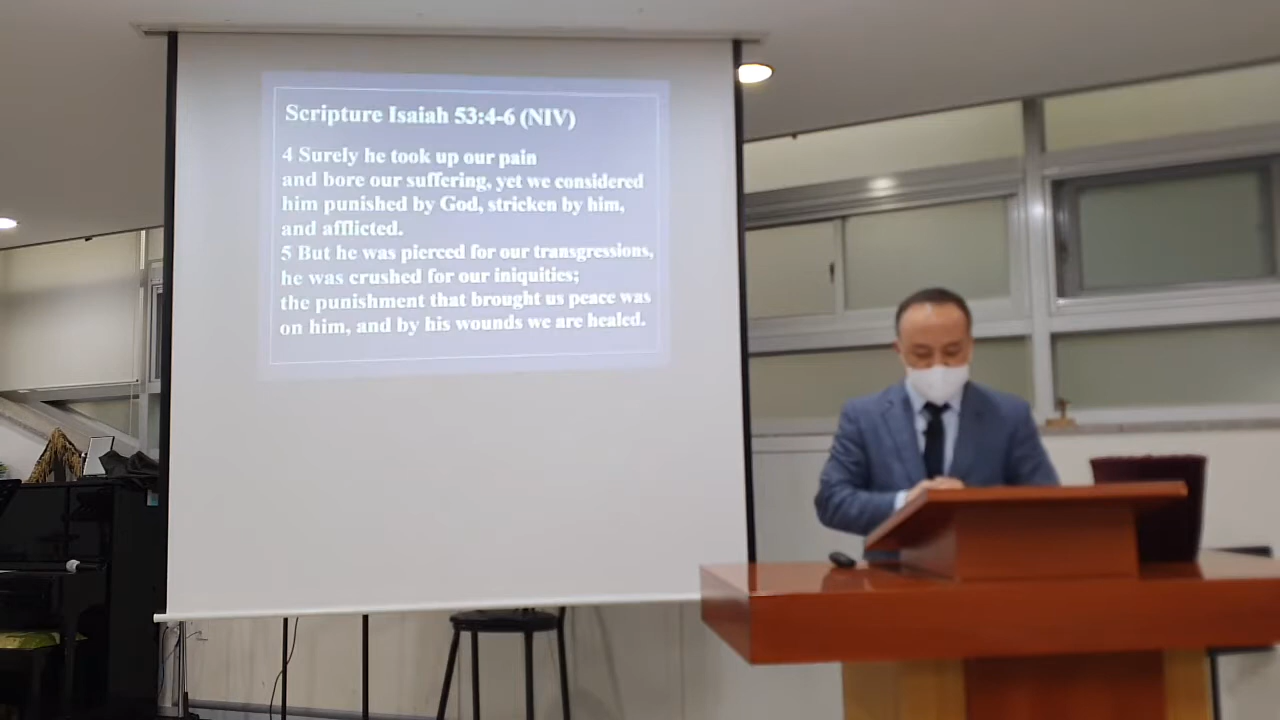 Scripture Isaiah 53:4-6 (NIV)
4 Surely he took up our pain
and bore our suffering, yet we considered
him punished by God, stricken by him,
and afflicted.
5 But he was pierced for our transgressions,
he was crushed for our iniquities;
the punishment that brought us peace was
on him, and by his wounds we are healed.